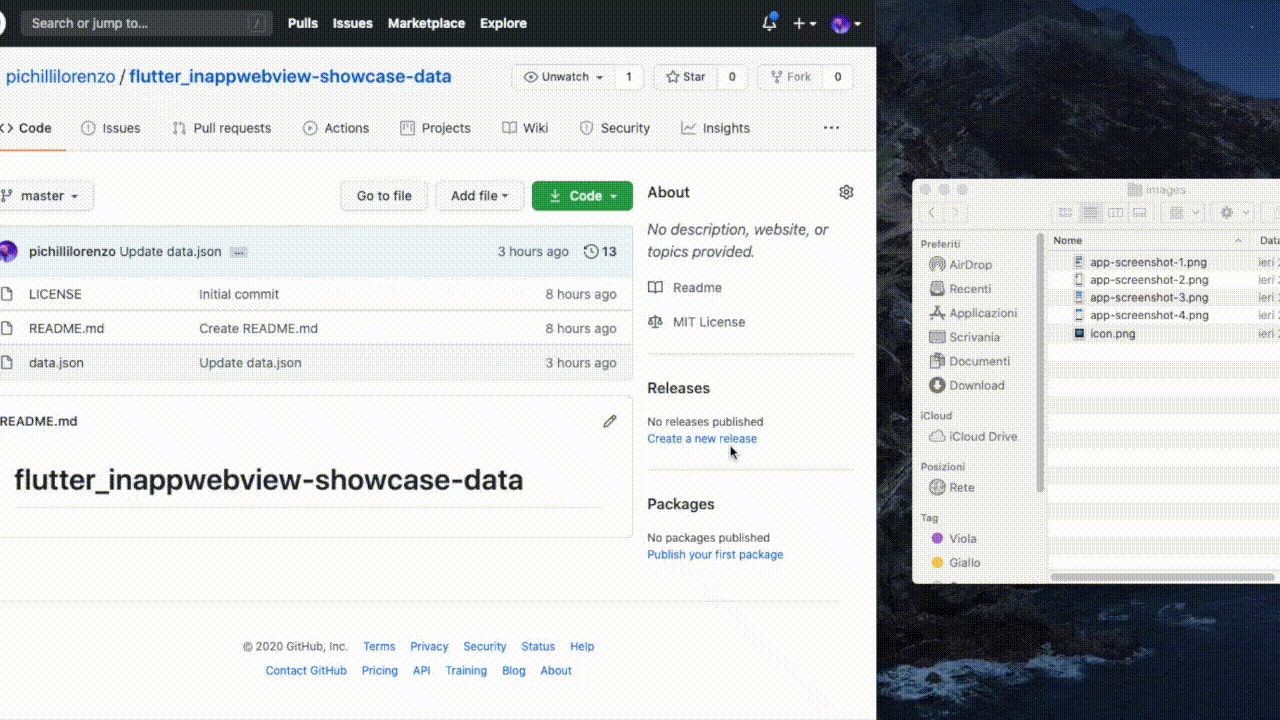 Search or jump to... /
Pulls Issues Marketplace Explore
pichillilorenzo / flutter_inappwebview-showcase-data
Unwatch 1 Star 0 Fork 0
Code Issues Pull requests Actions Projects Wiki Security Insights ...
master Go to file Add file Code
pichillilorenzo Update data.json ... 3 hours ago 13
LICENSE Initial commit 8 hours ago
README.md Create README.md 8 hours ago
data.json Update data.json 3 hours ago
README.md
flutter_inappwebview-showcase-data
About
No description, website, or
topics provided.
Readme
MIT License
Releases
No releases published
Create a new release
Packages
No packages published
Publish your first package
© 2020 GitHub, Inc. Terms Privacy Security Status Help
Contact GitHub Pricing API Training Blog About
images
Preferiti
AirDrop
Recenti
Applicazioni
Scrivania
Documenti
Download
iCloud
iCloud Drive
Posizioni
Rete
Tag
Viola
Giallo
Nome Data
app-screenshot-1.png ieri
app-screenshot-2.png ieri
app-screenshot-3.png ieri
app-screenshot-4.png ieri
icon.png ieri